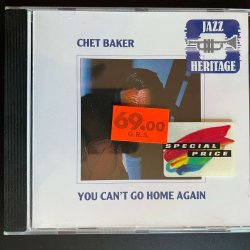 JAZZ
HERITAGE
CHET BAKER
69.00
G.R.S.
SPECIAL
PRICE
YOU CAN'T GO HOME AGAIN